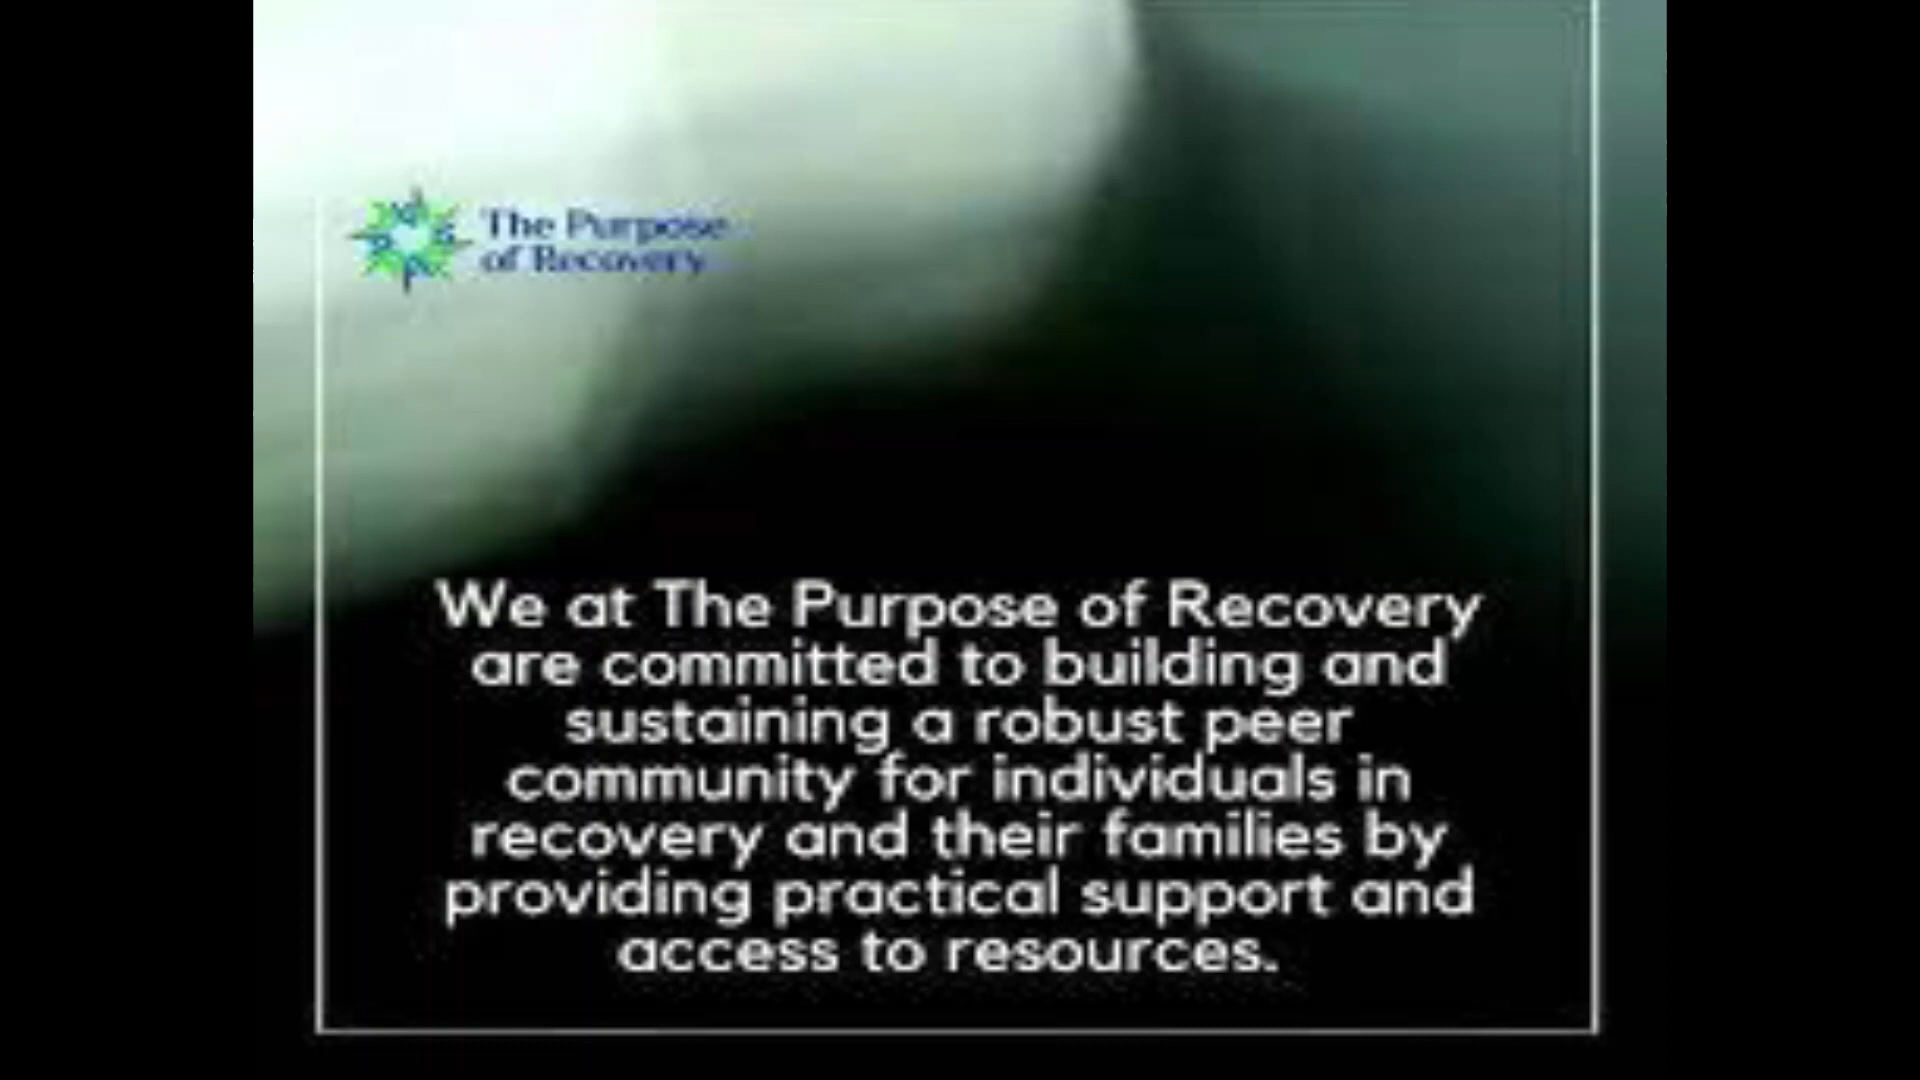 The Purpose
of Recovery
We at The Purpose of Recovery
are committed to building and
sustaining a robust peer
community for individuals in
recovery and their families by
providing practical support and
access to resources.